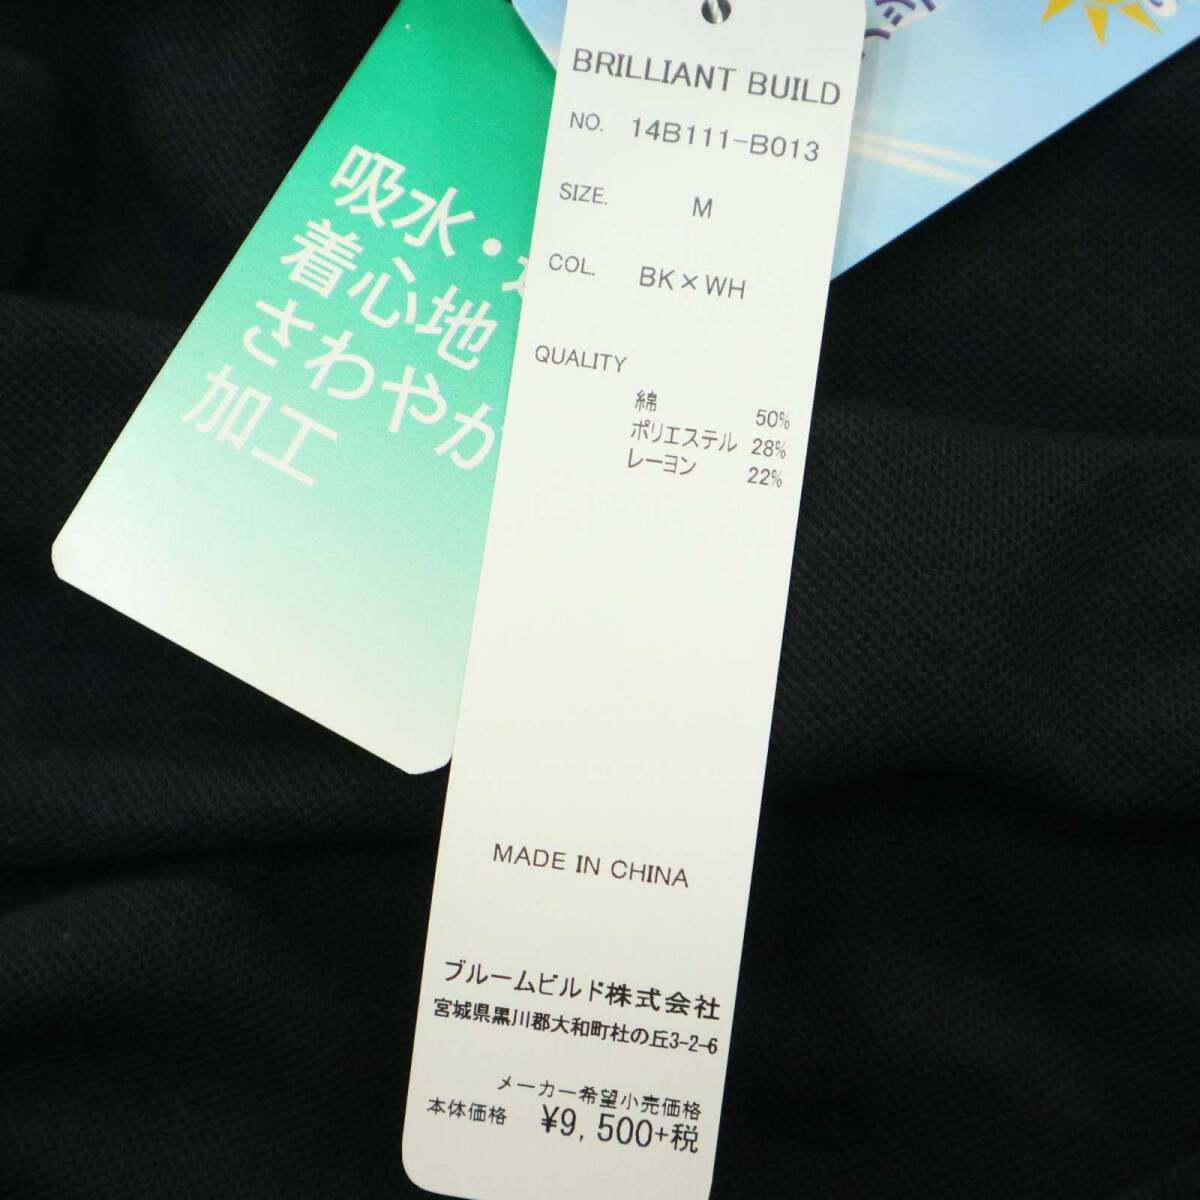 吸水・
着心地
さわやか
加工
BRILLIANT BUILD
NO. 14B111-B013
SIZE. M
COL. BK×WH
QUALITY
綿 50%
ポリエステル 28%
レーヨン 22%
MADE IN CHINA
ブルームビルド株式会社
宮城県黒川郡大和町杜の丘3-2-6
メーカー希望小売価格
本体価格 ¥9,500+税